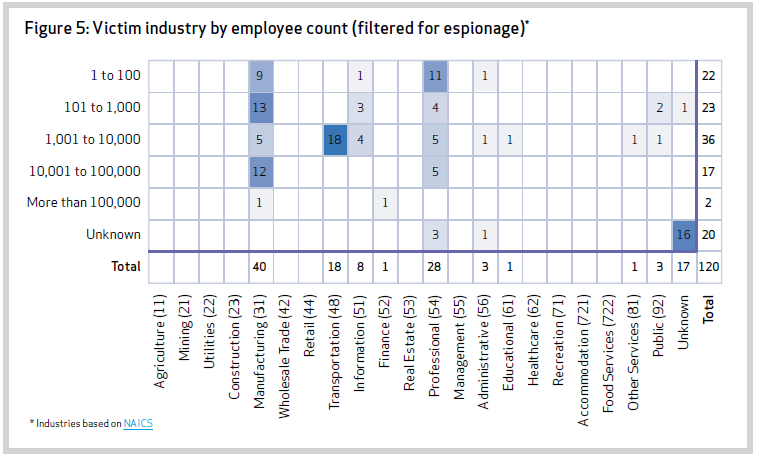 Figure 5: Victim industry by employee count (filtered for espionage)*
1 to 100 9 1 11 1 22
101 to 1,000 13 3 4 2 1 23
1,001 to 10,000 5 18 4 5 1 1 1 1 36
10,001 to 100,000 12 5 17
More than 100,000 1 1 2
Unknown 3 1 16 20
Total 40 18 8 1 28 3 1 1 3 17 120
Agriculture (11)
Mining (21)
Utilities (22)
Construction (23)
Manufacturing (31)
Wholesale Trade (42)
Retail (44)
Transportation (48)
Information (51)
Finance (52)
Real Estate (53)
Professional (54)
Management (55)
Administrative (56)
Educational (61)
Healthcare (62)
Recreation (71)
Accommodation (721)
Food Services (722)
Other Services (81)
Public (92)
Unknown
Total
* Industries based on NAICS